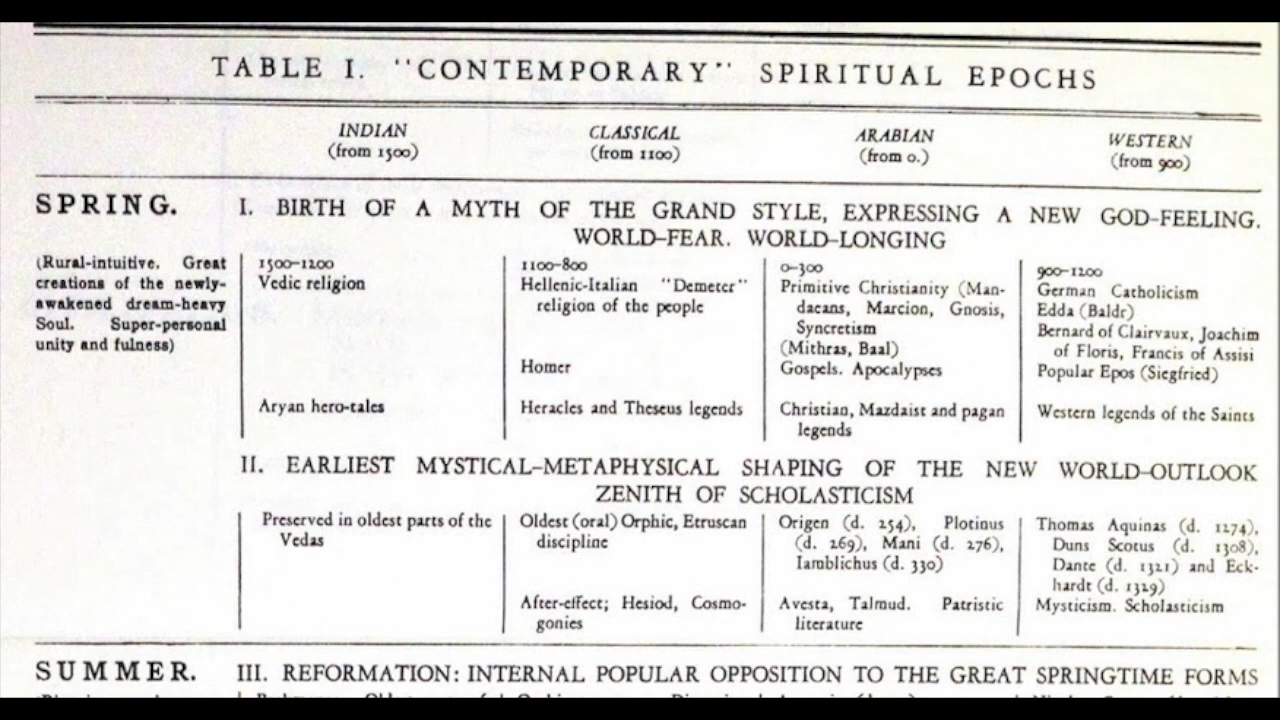 TABLE I. "CONTEMPORARY" SPIRITUAL EPOCHS
INDIAN
(from 1500)
CLASSICAL
(from 1100)
ARABIAN
(from 0.)
WESTERN
(from 900)
SPRING.
(Rural-intuitive. Great
creations of the newly-
awakened dream-heavy
Soul. Super-personal
unity and fulness)
I. BIRTH OF A MYTH OF THE GRAND STYLE, EXPRESSING A NEW GOD-FEELING.
WORLD-FEAR. WORLD-LONGING
1500-1200
Vedic religion
Aryan hero-tales
1100-800
Hellenic-Italian "Demeter"
religion of the people
Homer
Heracles and Theseus legends
0-300
Primitive Christianity (Man-
daeans, Marcion, Gnosis,
Syncretism
(Mithras, Baal)
Gospels. Apocalypses
Christian, Mazdaist and pagan
legends
900-1200
German Catholicism
Edda (Baldr)
Bernard of Clairvaux, Joachim
of Floris, Francis of Assisi
Popular Epos (Siegfried)
Western legends of the Saints
II. EARLIEST MYSTICAL-METAPHYSICAL SHAPING OF THE NEW WORLD-OUTLOOK
ZENITH OF SCHOLASTICISM
Preserved in oldest parts of the
Vedas
Oldest (oral) Orphic, Etruscan
discipline
After-effect; Hesiod, Cosmo-
gonies
Origen (d. 254), Plotinus
(d. 269), Mani (d. 276),
Iamblichus (d. 330)
Avesta, Talmud. Patristic
literature
Thomas Aquinas (d. 1274),
Duns Scotus (d. 1308),
Dante (d. 1321) and Eck-
hardt (d. 1329)
Mysticism. Scholasticism
SUMMER.
III. REFORMATION: INTERNAL POPULAR OPPOSITION TO THE GREAT SPRINGTIME FORMS